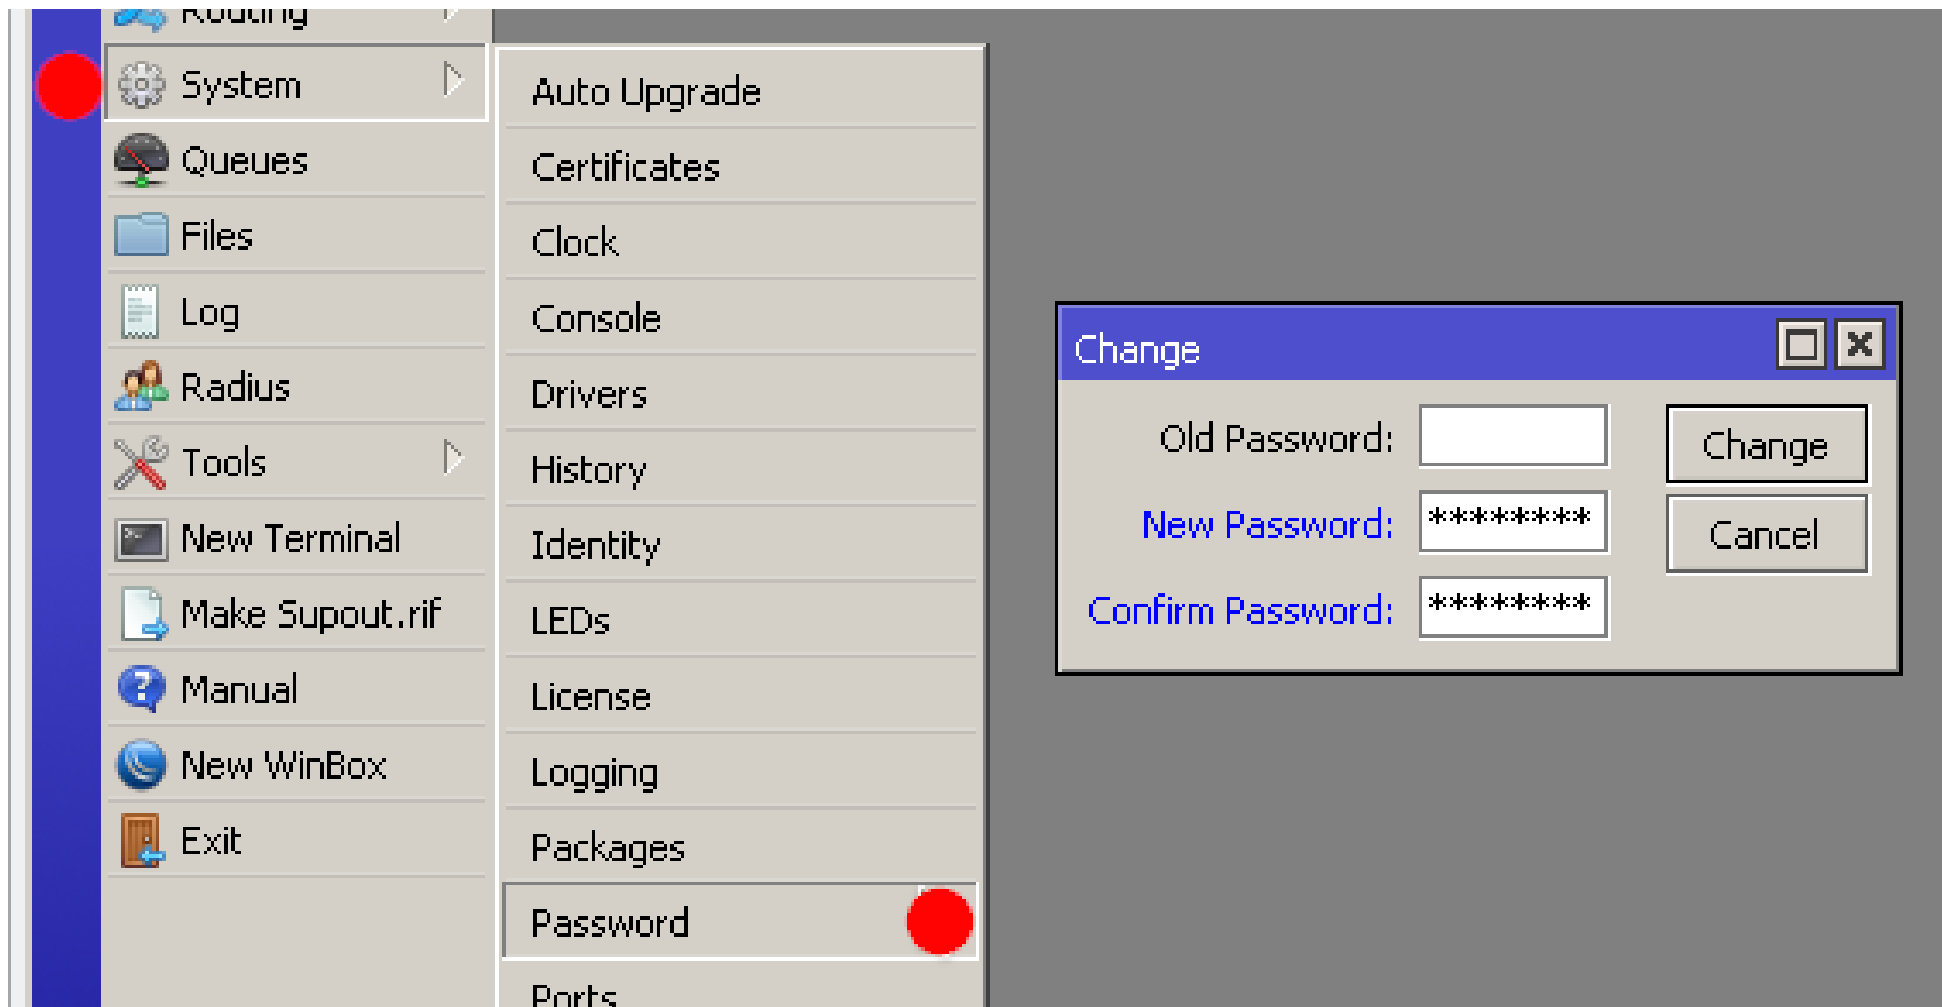 Routing
System
Queues
Files
Log
Radius
Tools
New Terminal
Make Supout.rif
Manual
New WinBox
Exit
Auto Upgrade
Certificates
Clock
Console
Drivers
History
Identity
LEDs
License
Logging
Packages
Password
Ports
Change
Old Password:
New Password: ********
Confirm Password: ********
Change
Cancel